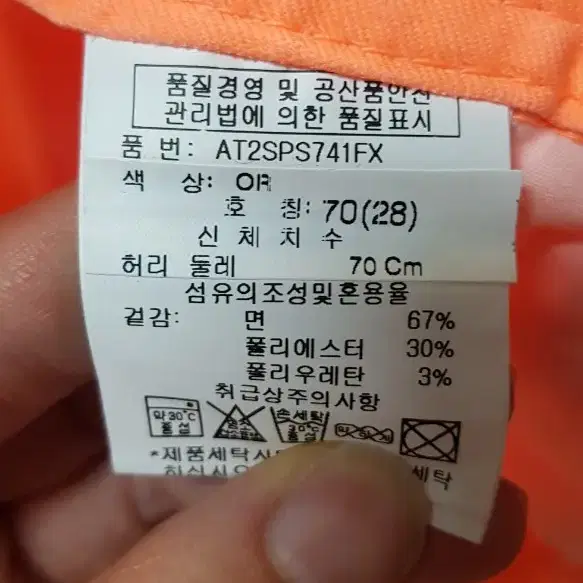 품질경영 및 공산품안전
관리법에 의한 품질표시
품 번: AT2SPS741FX
색 상: OR
호 칭: 70(28)
신 체 치 수
허리 둘레 70 Cm
섬유의조성및혼용율
겉감: 면 67%
폴리에스터 30%
폴리우레탄 3%
취급상주의사항
약30℃ 중성
손세탁 중성
*제품세탁시
하십시오 세탁